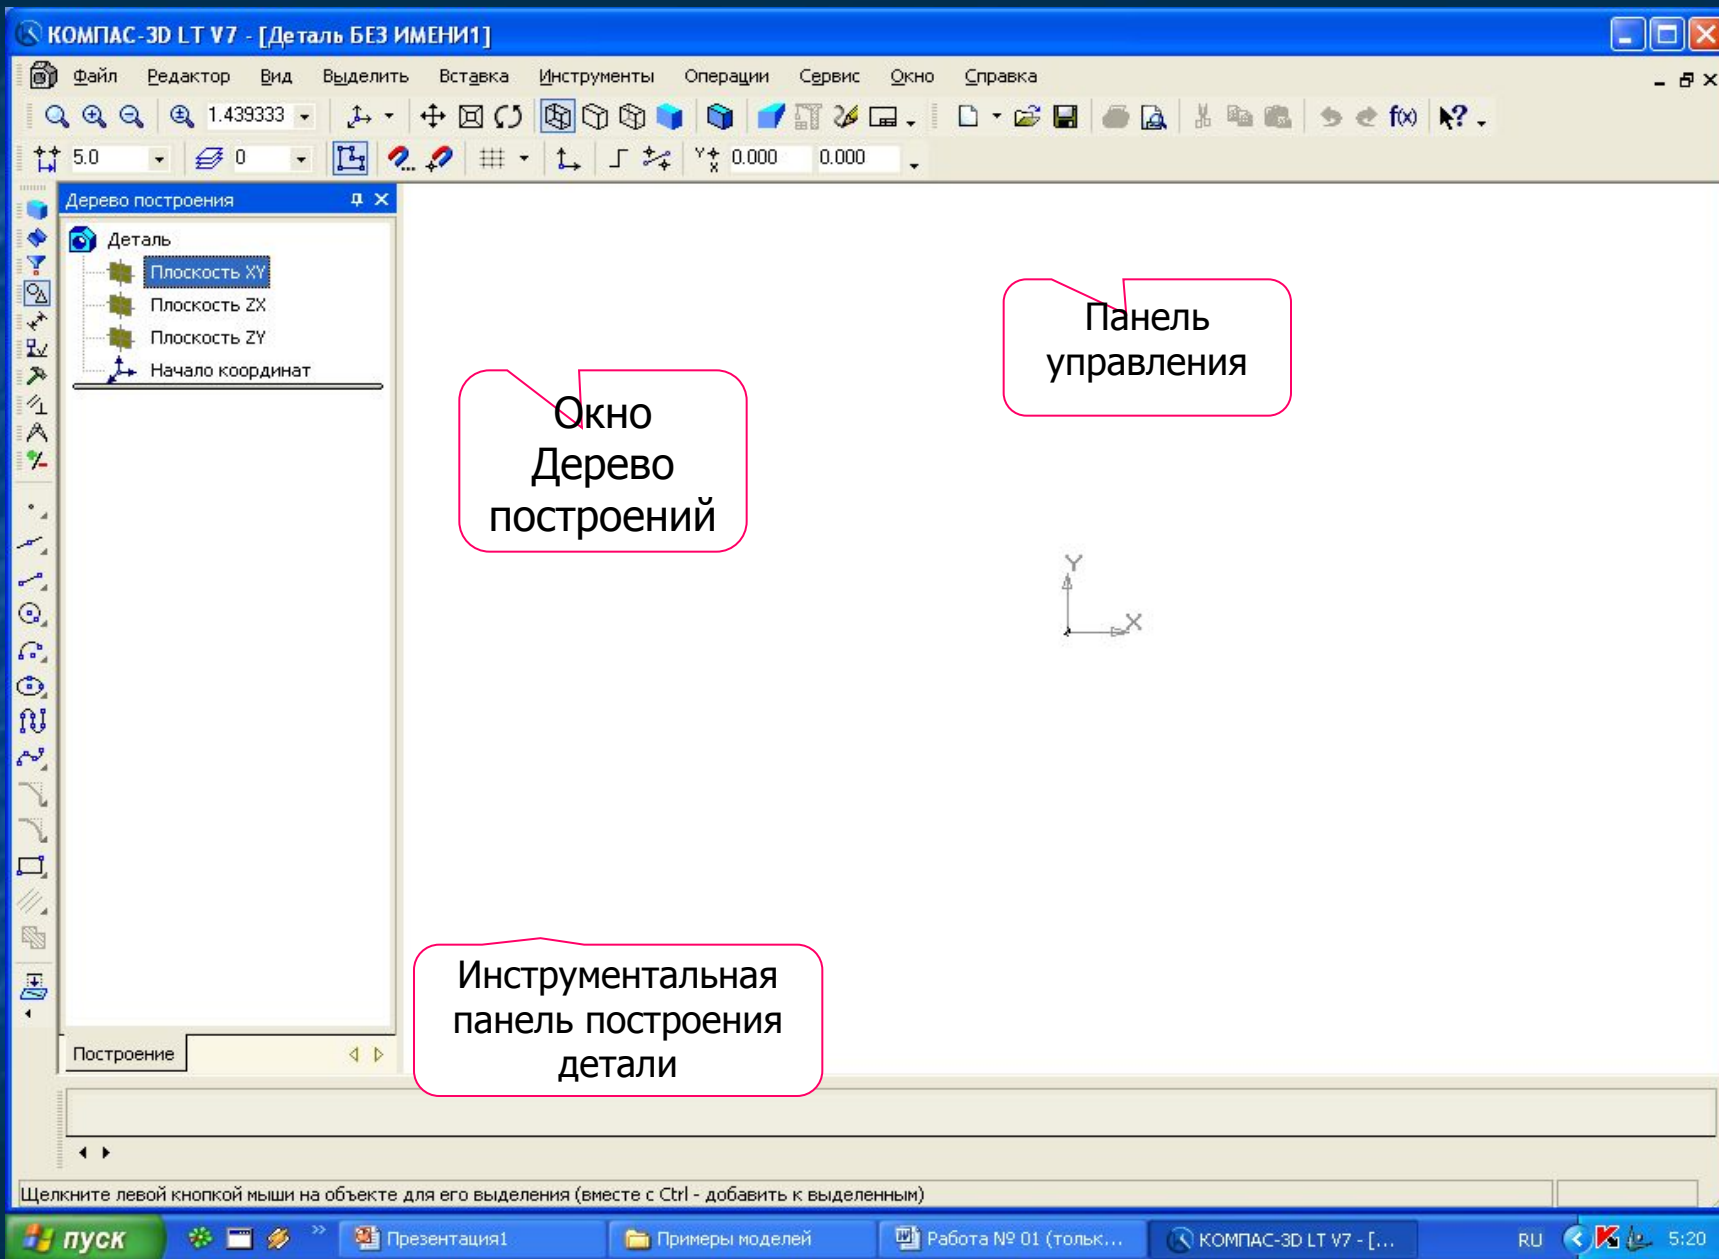 КОМПАС-3D LT V7 - [Деталь БЕЗ ИМЕНИ1]
Файл Редактор Вид Выделить Вставка Инструменты Операции Сервис Окно Справка
1.439333 f(x) ?
5.0 0 Y X 0.000 0.000
Дерево построения
Деталь
Плоскость XY
Плоскость ZX
Плоскость ZY
Начало координат
Панель
управления
Окно
Дерево
построений
Y
X
Инструментальная
панель построения
детали
Построение
Щелкните левой кнопкой мыши на объекте для его выделения (вместе с Ctrl - добавить к выделенным)
пуск » Презентация1 Примеры моделей Работа № 01 (тольк... КОМПАС-3D LT V7 - [... RU 5:20